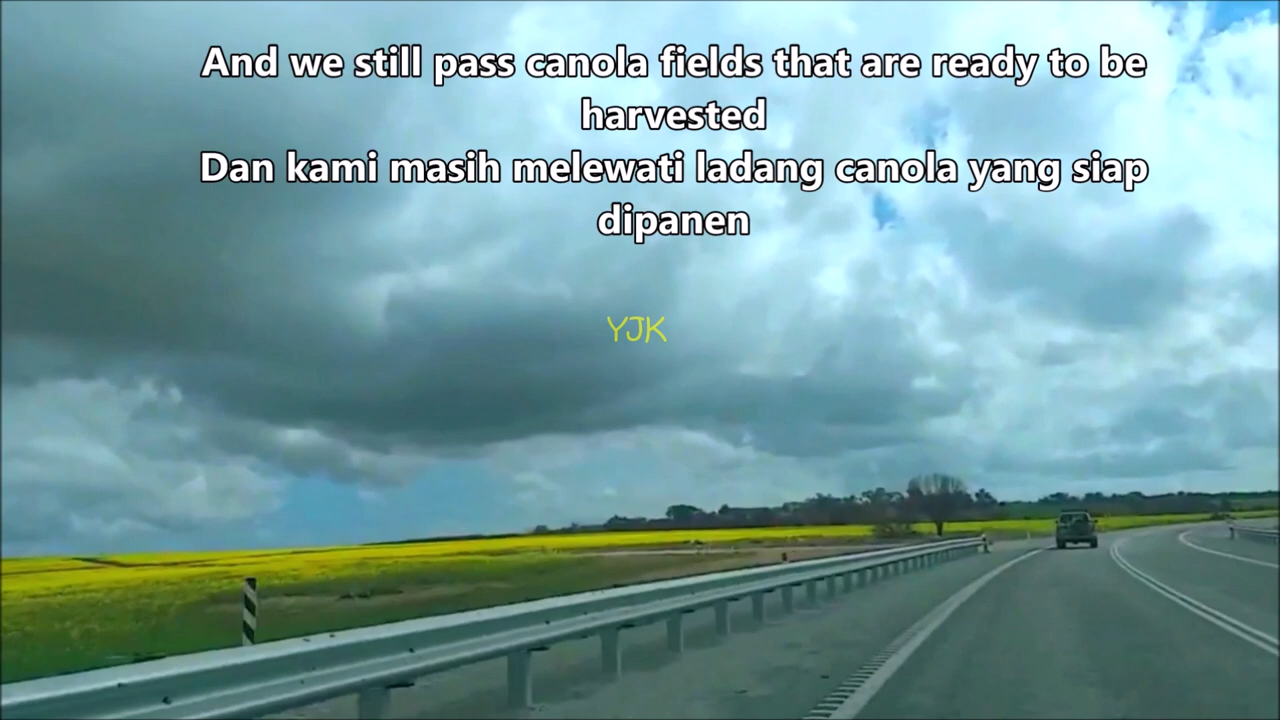 And we still pass canola fields that are ready to be
harvested
Dan kami masih melewati ladang canola yang siap
dipanen
YJK